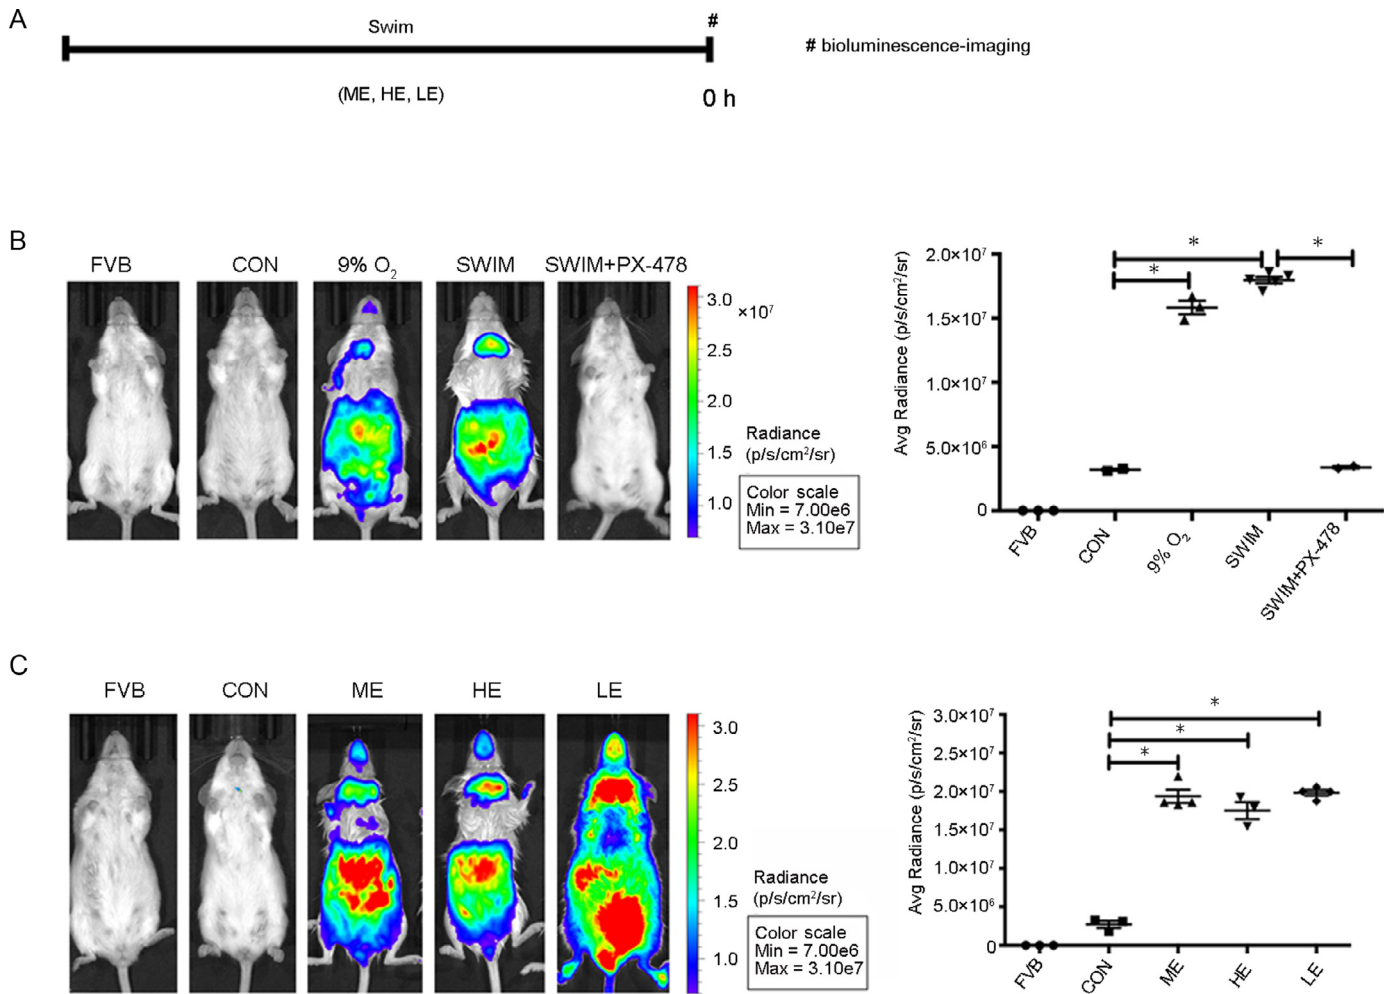 A
Swim
#
# bioluminescence-imaging
(ME, HE, LE)
0 h
B
FVB
CON
9% O₂
SWIM
SWIM+PX-478
3.0
×10⁷
2.5
2.0
1.5
1.0
Radiance
(p/s/cm²/sr)
Color scale
Min = 7.00e6
Max = 3.10e7
Avg Radiance (p/s/cm²/sr)
2.0×10⁷
1.5×10⁷
1.0×10⁷
5.0×10⁶
0
*
*
*
FVB
CON
9% O₂
SWIM
SWIM+PX-478
C
FVB
CON
ME
HE
LE
3.0
2.5
2.0
1.5
1.0
Radiance
(p/s/cm²/sr)
Color scale
Min = 7.00e6
Max = 3.10e7
Avg Radiance (p/s/cm²/sr)
3.0×10⁷
2.5×10⁷
2.0×10⁷
1.5×10⁷
1.0×10⁷
5.0×10⁶
0
*
*
*
FVB
CON
ME
HE
LE